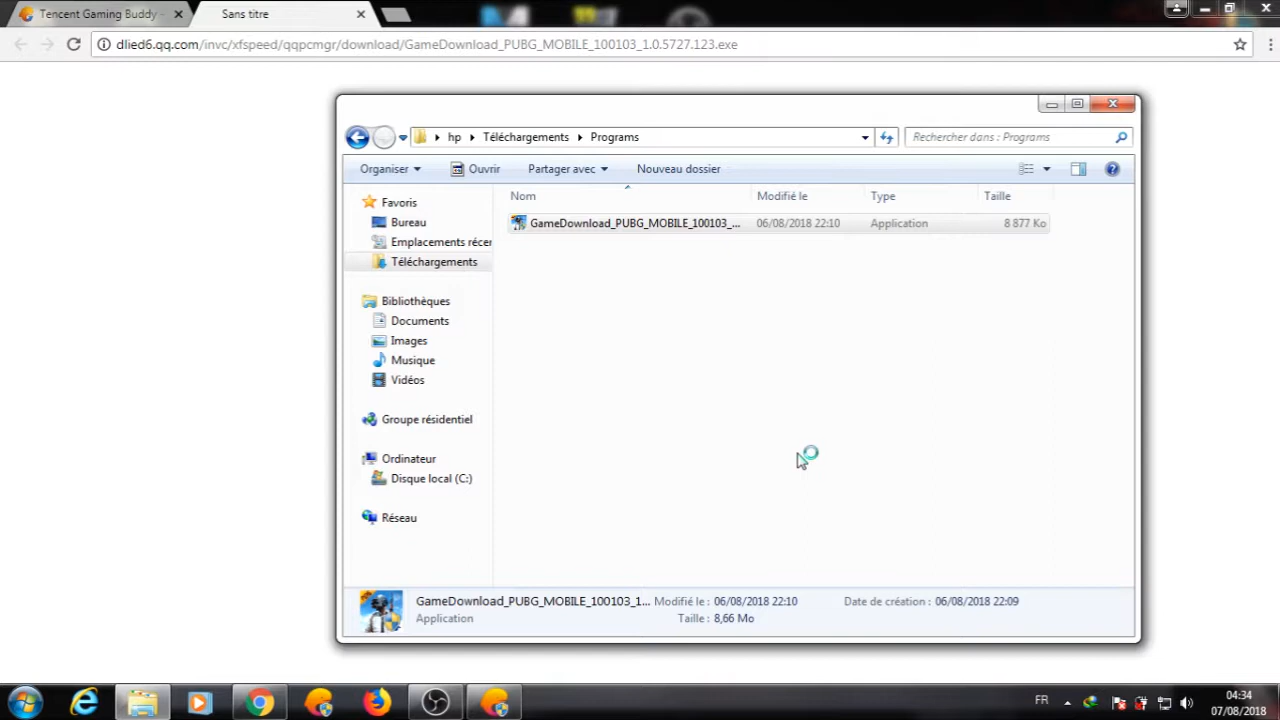 Tencent Gaming Buddy -
Sans titre
dlied6.qq.com/invc/xfspeed/qqpcmgr/download/GameDownload_PUBG_MOBILE_100103_1.0.5727.123.exe
hp Téléchargements Programs
Rechercher dans : Programs
Organiser Ouvrir Partager avec Nouveau dossier
Nom Modifié le Type Taille
GameDownload_PUBG_MOBILE_100103_... 06/08/2018 22:10 Application 8 877 Ko
Favoris
Bureau
Emplacements récer
Téléchargements
Bibliothèques
Documents
Images
Musique
Vidéos
Groupe résidentiel
Ordinateur
Disque local (C:)
Réseau
GameDownload_PUBG_MOBILE_100103_1... Modifié le : 06/08/2018 22:10 Date de création : 06/08/2018 22:09
Application Taille : 8,66 Mo
FR
04:34
07/08/2018